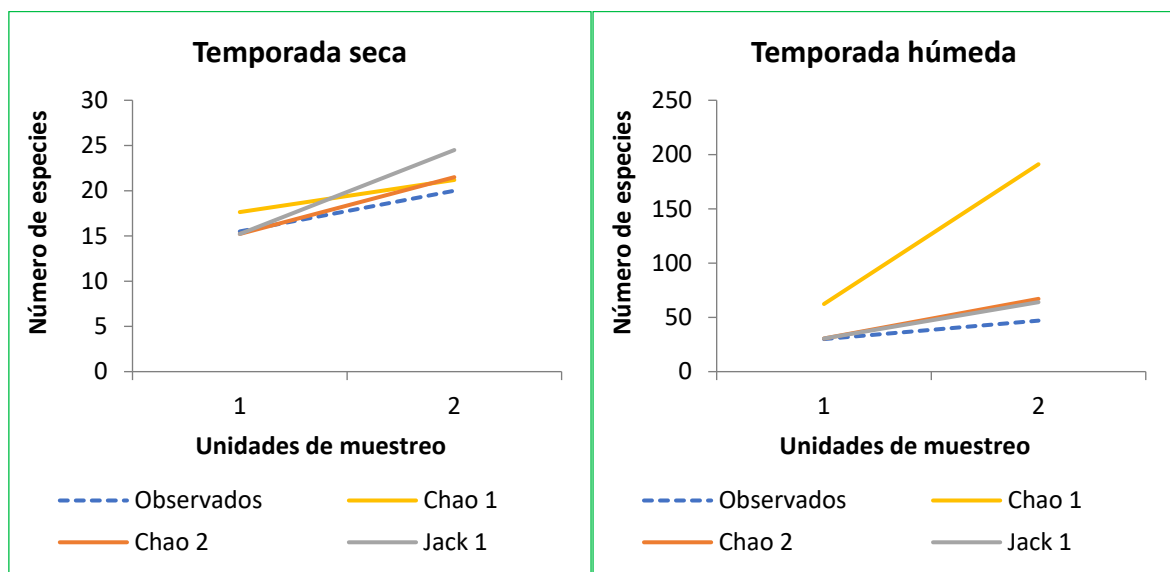 Temporada seca
Número de especies
30
25
20
15
10
5
0
1 2
Unidades de muestreo
Observados Chao 1
Chao 2 Jack 1
Temporada húmeda
Número de especies
250
200
150
100
50
0
1 2
Unidades de muestreo
Observados Chao 1
Chao 2 Jack 1